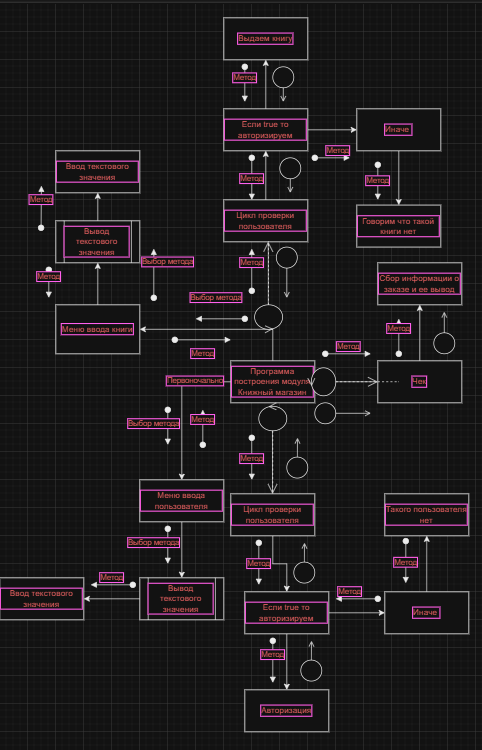 Выдаем книгу
Метод
Если true то
авторизируем
Иначе
Метод
Метод
Метод
Ввод текстового
значения
Метод
Цикл проверки
пользователя
Говорим что такой
книги нет
Вывод
текстового
значения
Выбор метода
Метод
Метод
Сбор информации о
заказе и ее вывод
Выбор метода
Меню ввода книги
Метод
Метод
Метод
Программа
построения модуля
Книжный магазин
Первоночально
Чек
Выбор метода
Метод
Метод
Меню ввода
пользователя
Цикл проверки
пользователя
Такого пользователя
нет
Выбор метода
Метод
Метод
Метод
Метод
Ввод текстового
значения
Вывод
текстового
значения
Если true то
авторизируем
Иначе
Метод
Авторизация